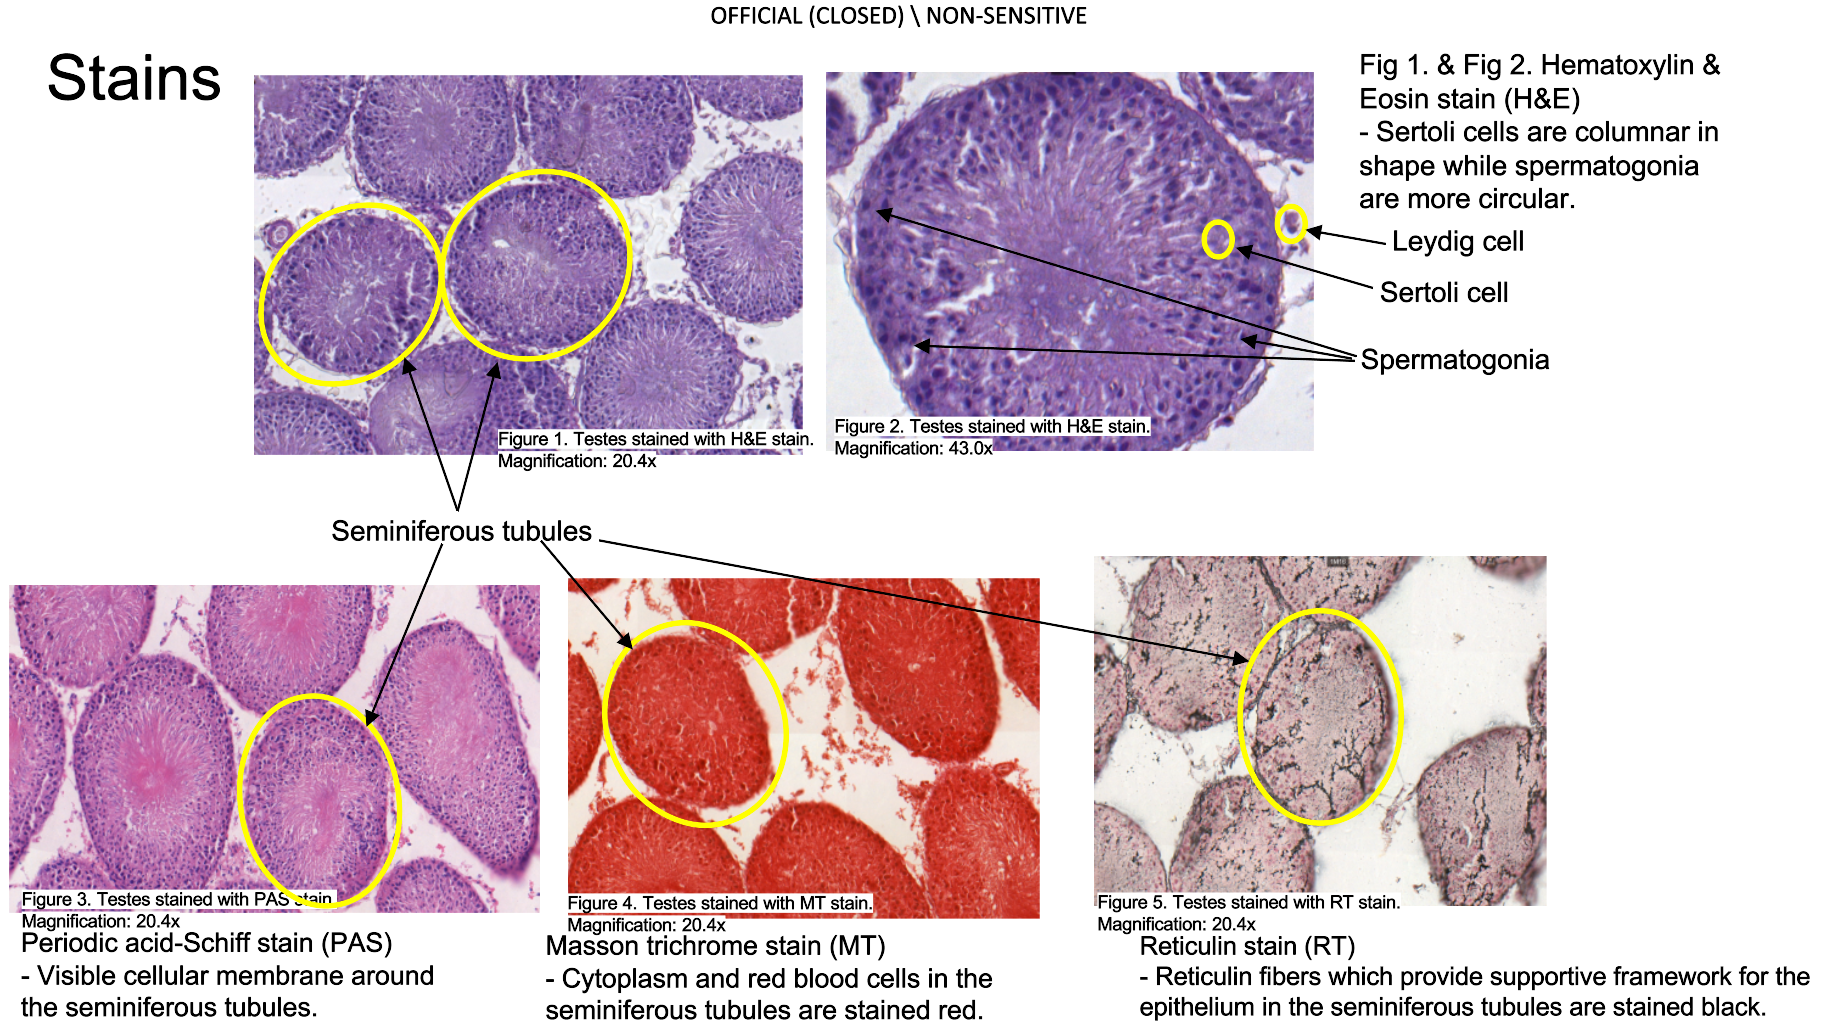 OFFICIAL (CLOSED) \ NON-SENSITIVE
Stains
Fig 1. & Fig 2. Hematoxylin &
Eosin stain (H&E)
- Sertoli cells are columnar in
shape while spermatogonia
are more circular.
Leydig cell
Sertoli cell
Spermatogonia
Figure 1. Testes stained with H&E stain.
Magnification: 20.4x
Figure 2. Testes stained with H&E stain.
Magnification: 43.0x
Seminiferous tubules
Figure 3. Testes stained with PAS stain
Magnification: 20.4x
Periodic acid-Schiff stain (PAS)
- Visible cellular membrane around
the seminiferous tubules.
Figure 4. Testes stained with MT stain.
Magnification: 20.4x
Masson trichrome stain (MT)
- Cytoplasm and red blood cells in the
seminiferous tubules are stained red.
Figure 5. Testes stained with RT stain.
Magnification: 20.4x
Reticulin stain (RT)
- Reticulin fibers which provide supportive framework for the
epithelium in the seminiferous tubules are stained black.